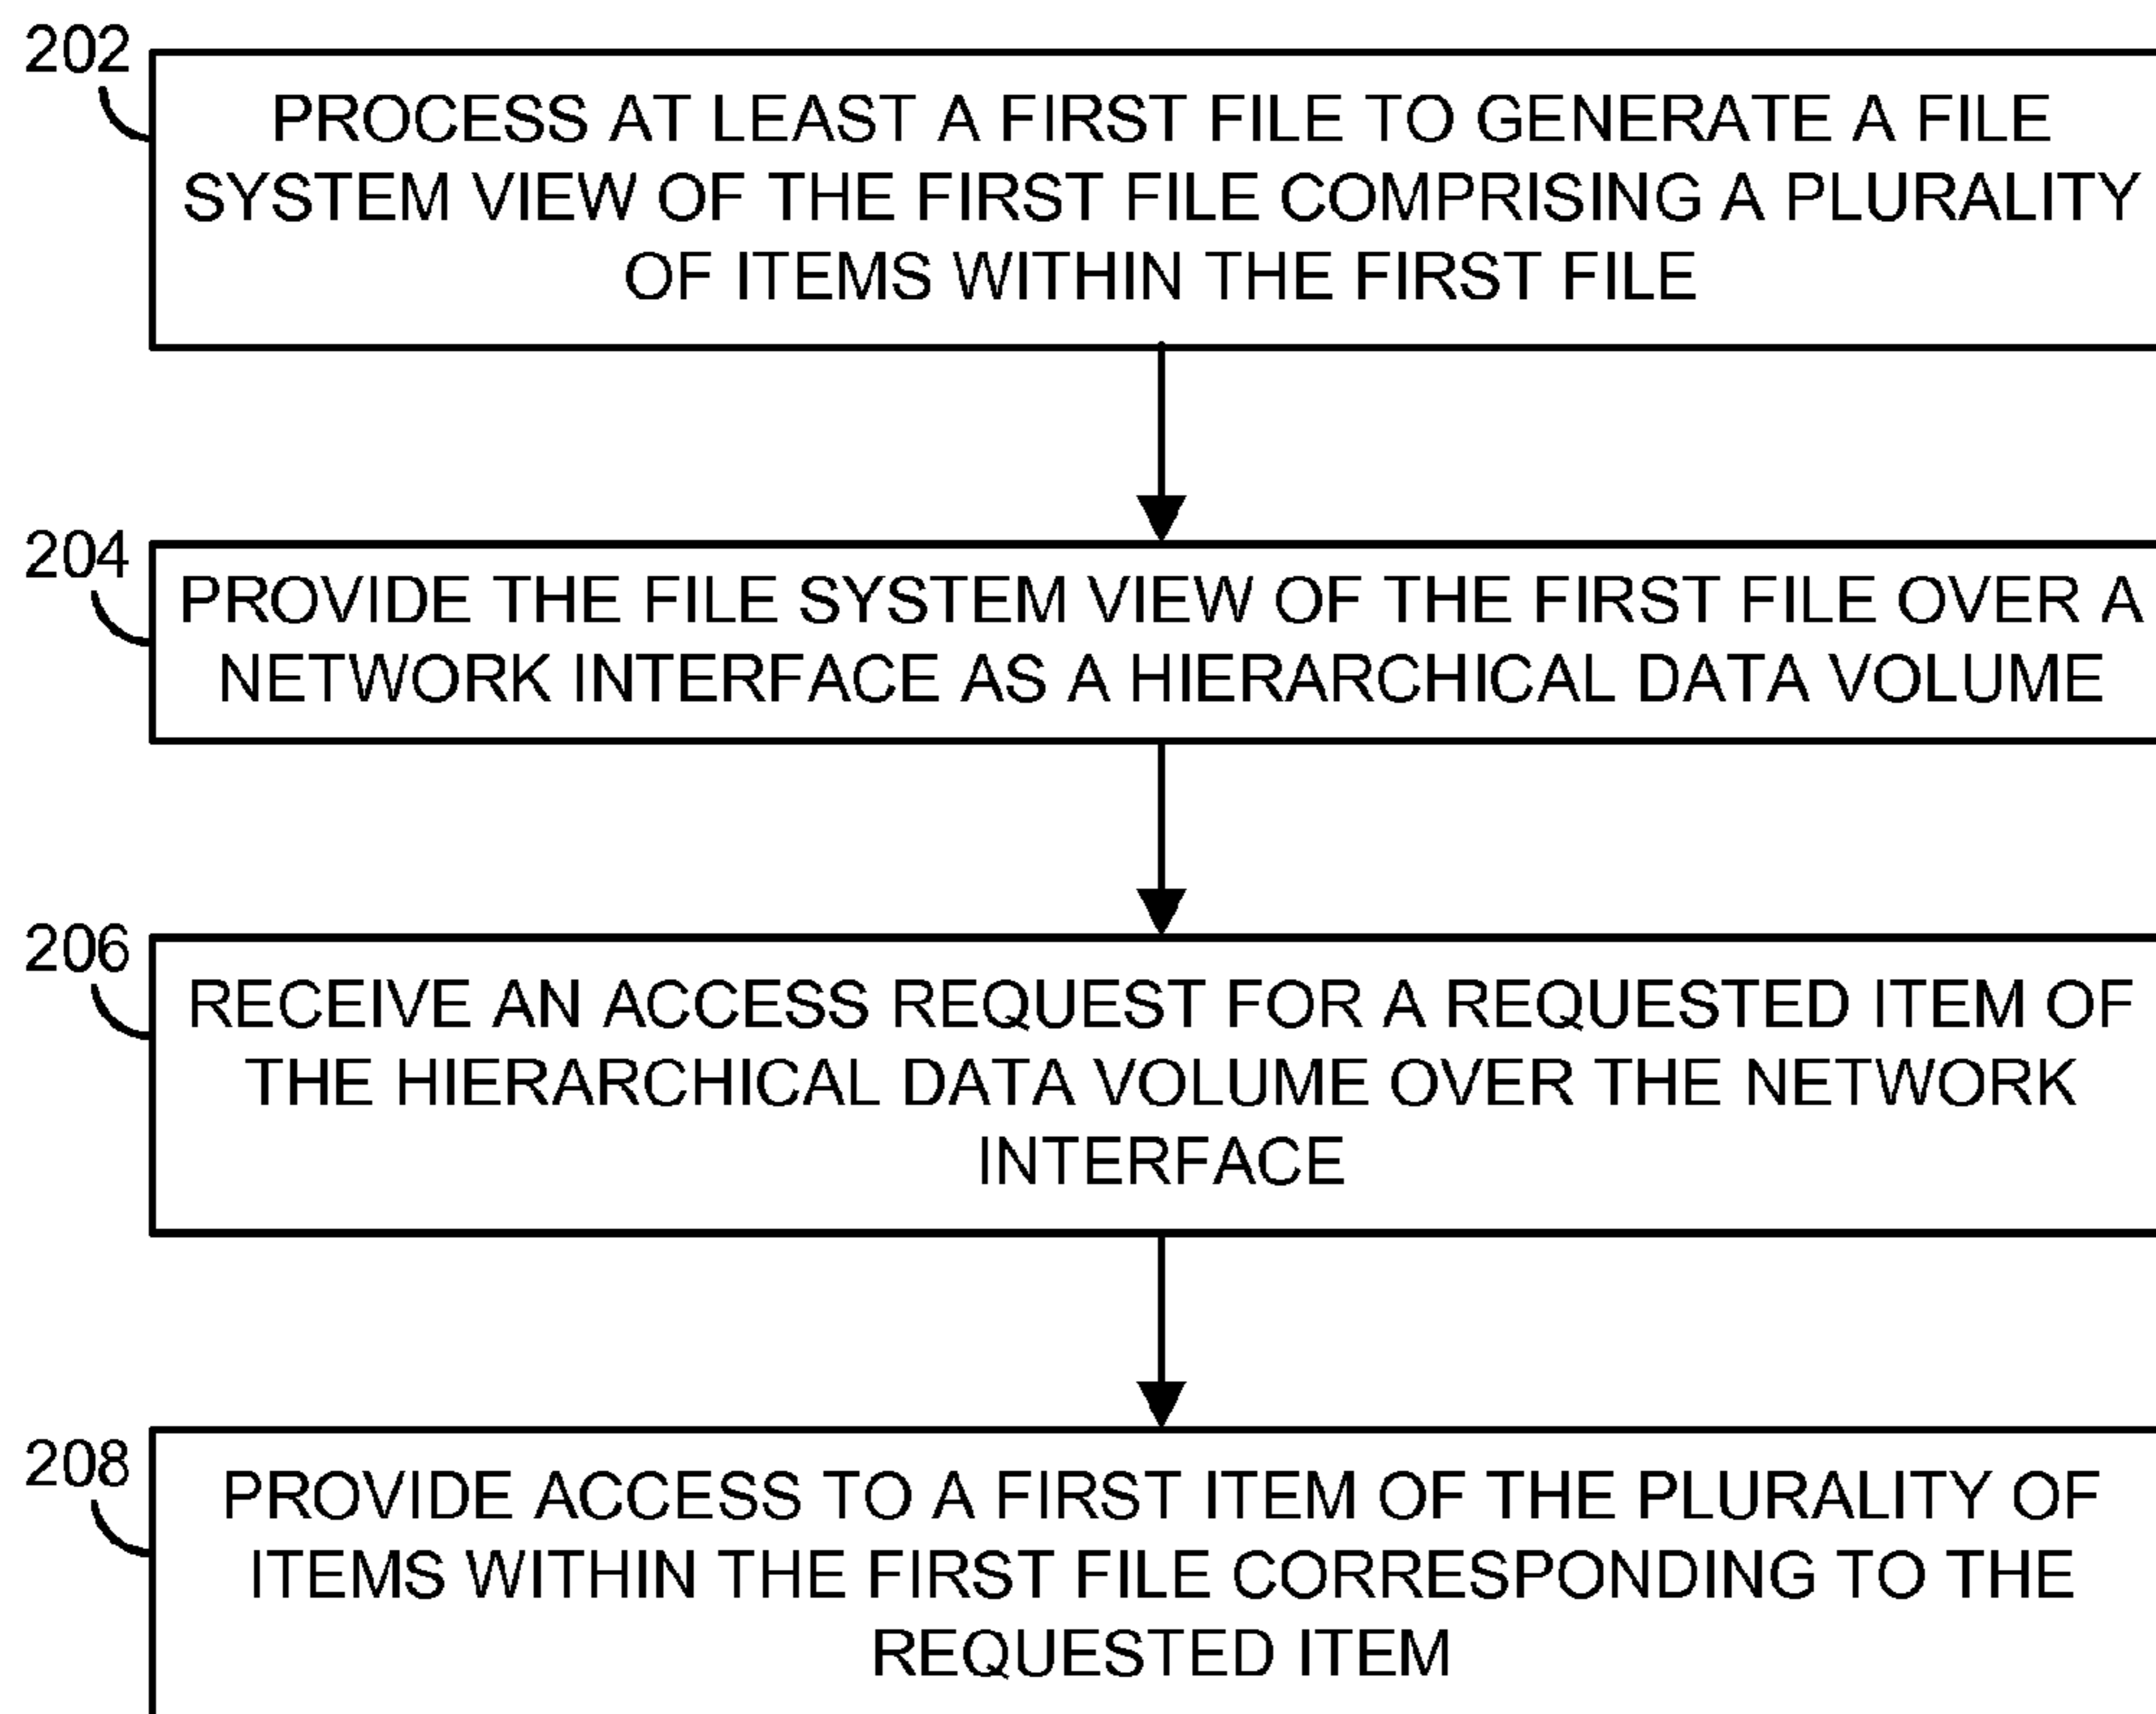 202
PROCESS AT LEAST A FIRST FILE TO GENERATE A FILE
SYSTEM VIEW OF THE FIRST FILE COMPRISING A PLURALITY
OF ITEMS WITHIN THE FIRST FILE
204
PROVIDE THE FILE SYSTEM VIEW OF THE FIRST FILE OVER A
NETWORK INTERFACE AS A HIERARCHICAL DATA VOLUME
206
RECEIVE AN ACCESS REQUEST FOR A REQUESTED ITEM OF
THE HIERARCHICAL DATA VOLUME OVER THE NETWORK
INTERFACE
208
PROVIDE ACCESS TO A FIRST ITEM OF THE PLURALITY OF
ITEMS WITHIN THE FIRST FILE CORRESPONDING TO THE
REQUESTED ITEM